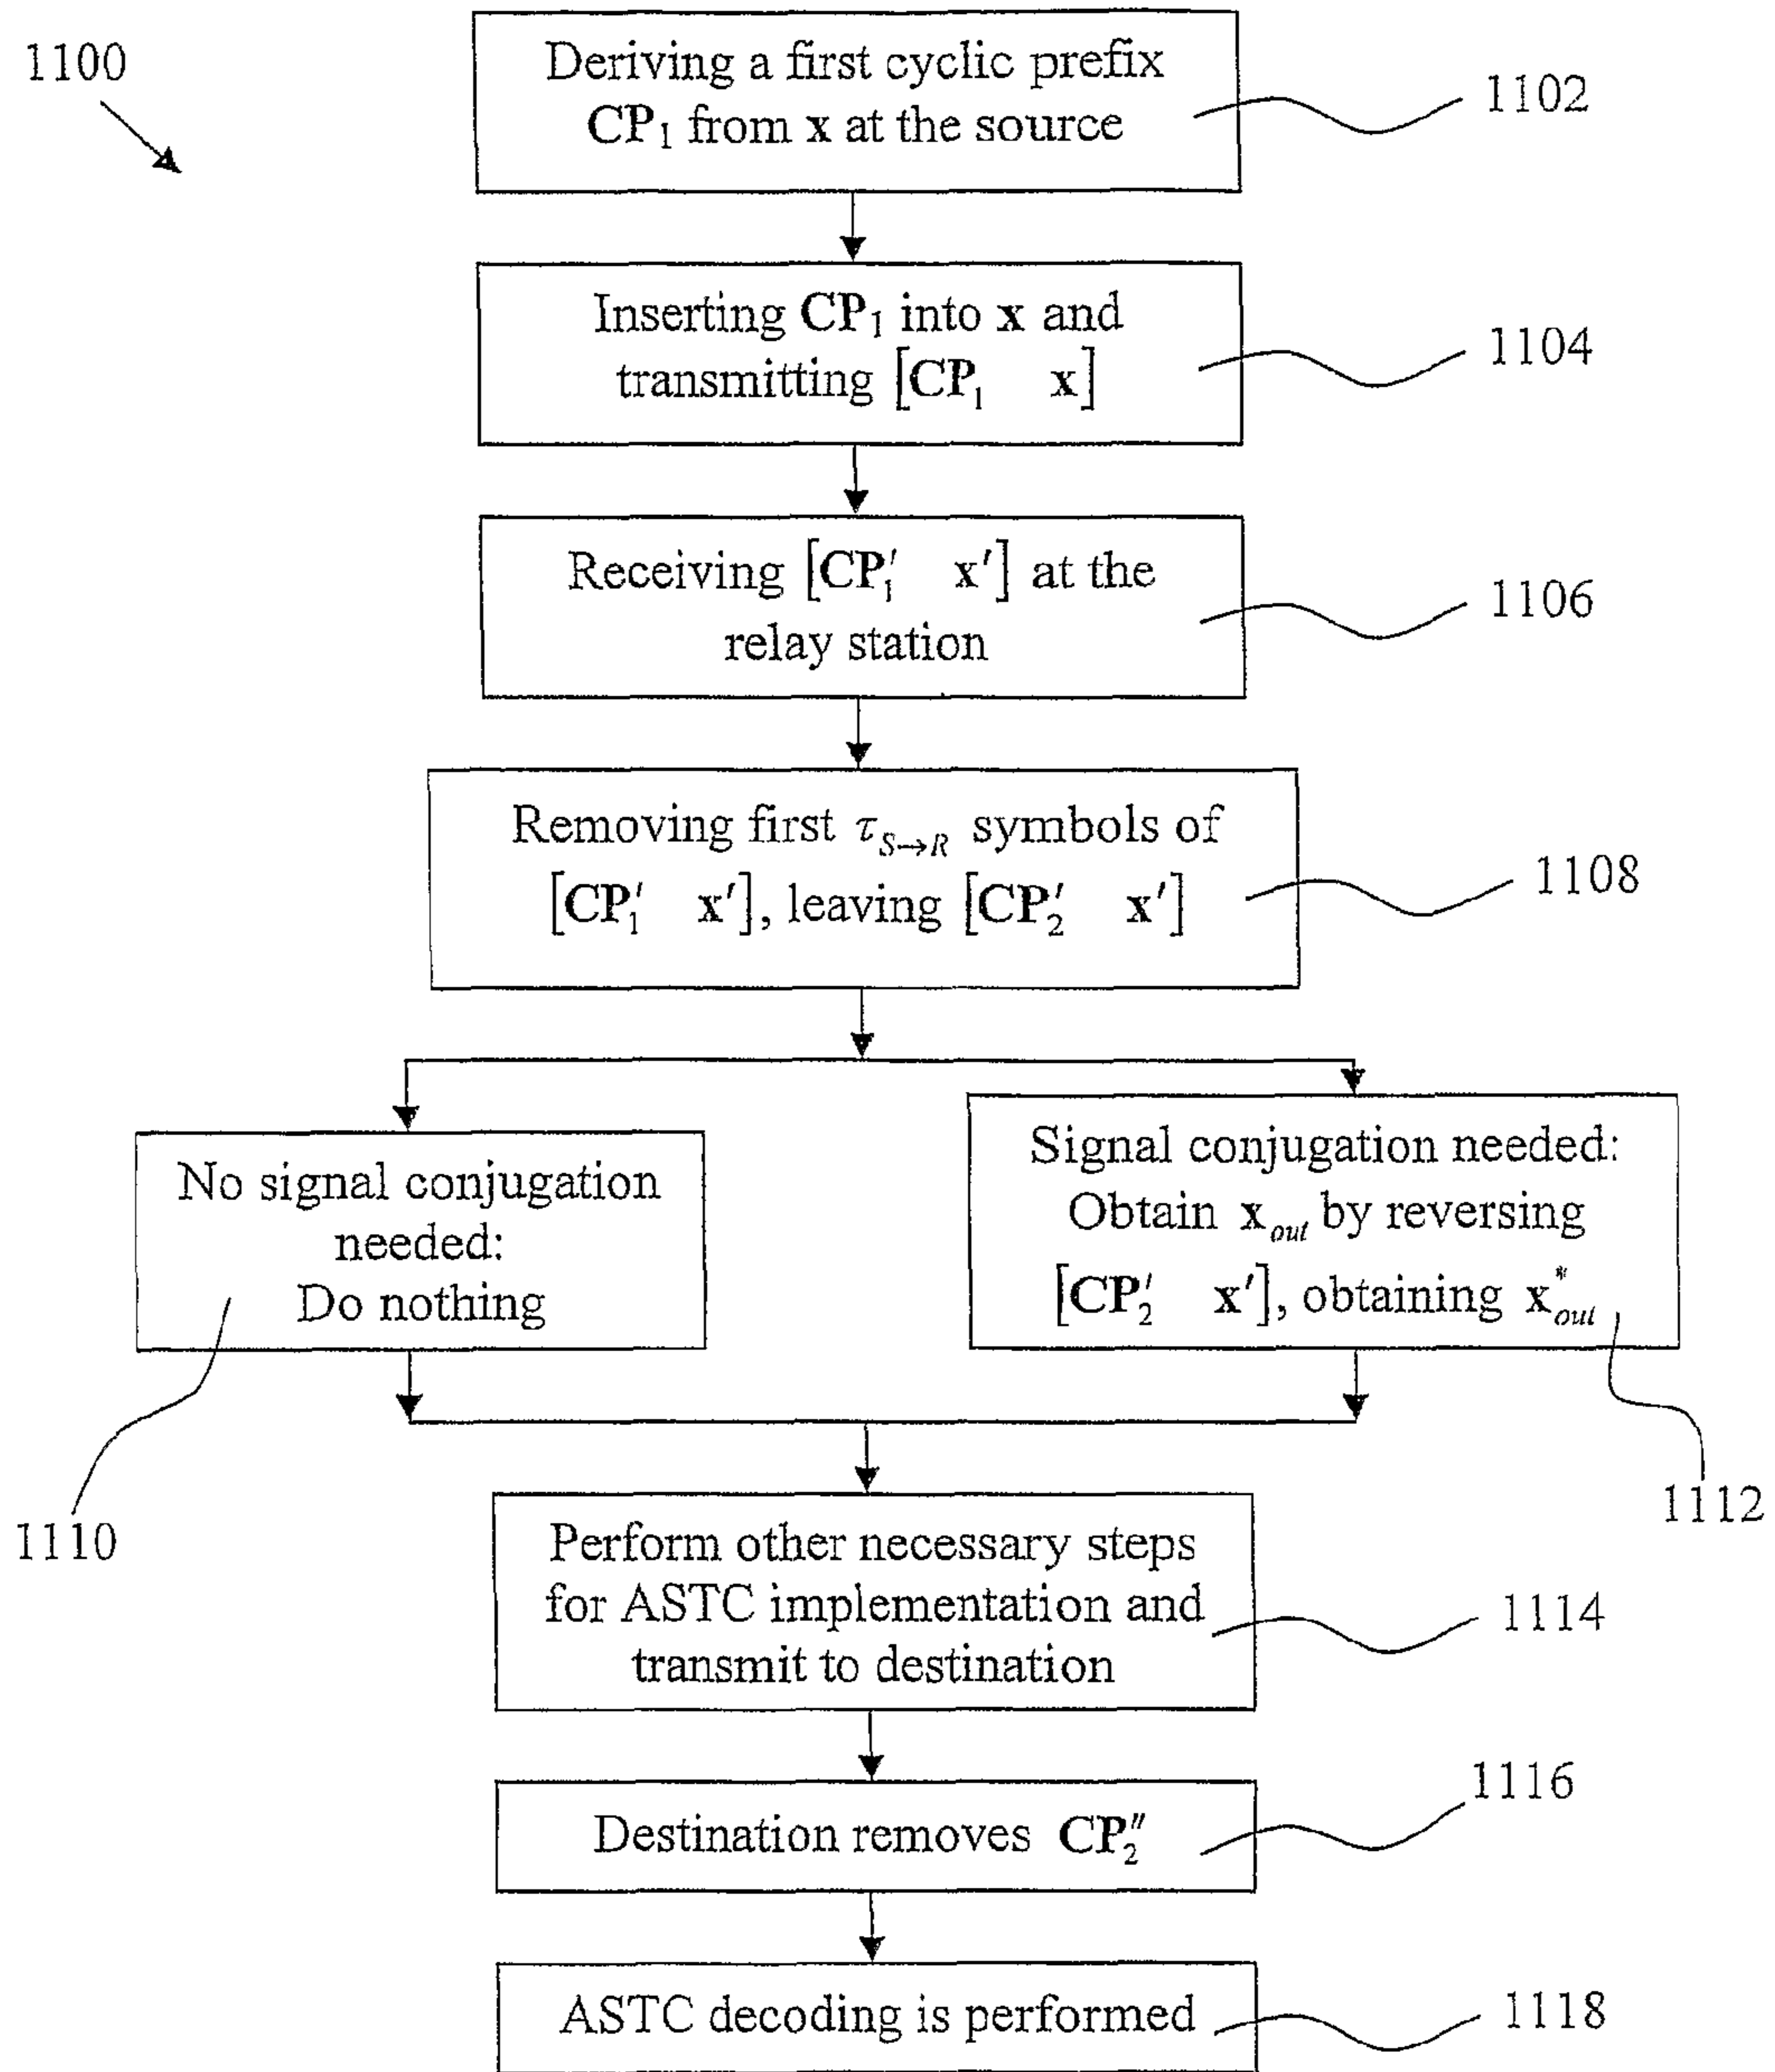 1100
Deriving a first cyclic prefix
CP₁ from x at the source
1102
Inserting CP₁ into x and
transmitting [CP₁ x]
1104
Receiving [CP₁′ x′] at the
relay station
1106
Removing first τ_{S→R} symbols of
[CP₁′ x′], leaving [CP₂′ x′]
1108
No signal conjugation
needed:
Do nothing
1110
Signal conjugation needed:
Obtain x_{out} by reversing
[CP₂′ x′], obtaining x*_{out}
1112
Perform other necessary steps
for ASTC implementation and
transmit to destination
1114
Destination removes CP₂″
1116
ASTC decoding is performed
1118